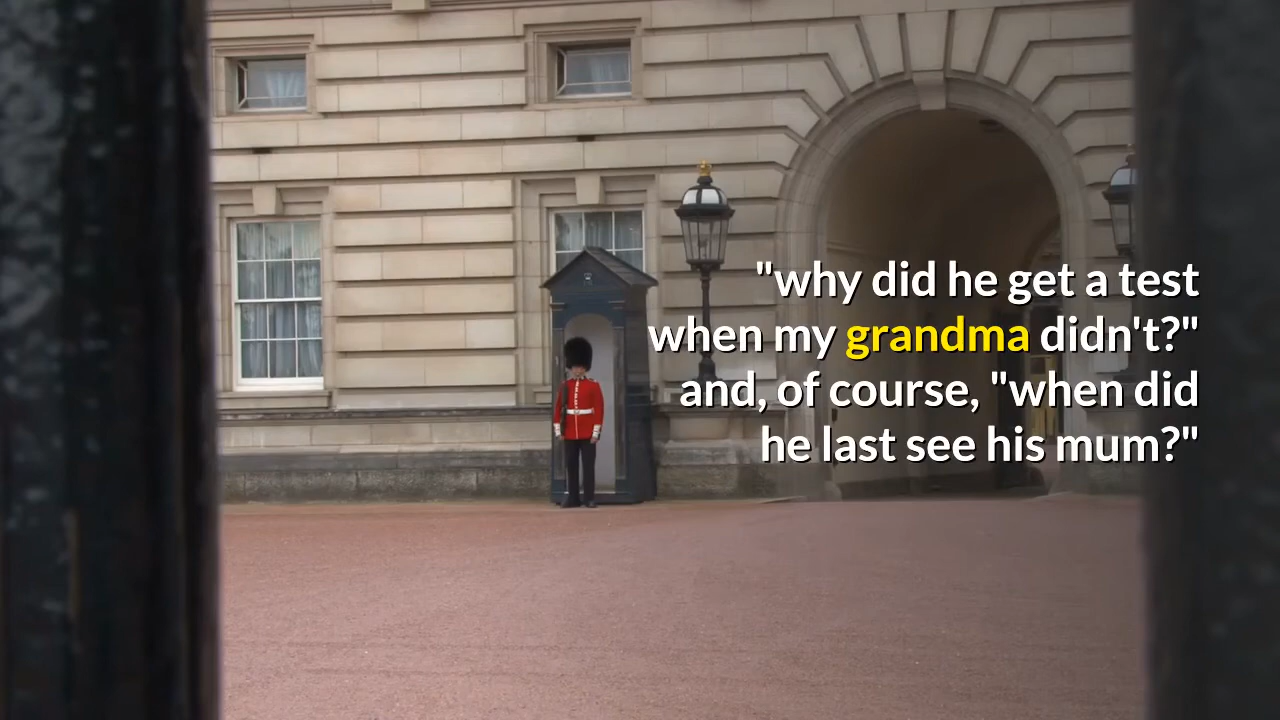 "why did he get a test
when my grandma didn't?"
and, of course, "when did
he last see his mum?"